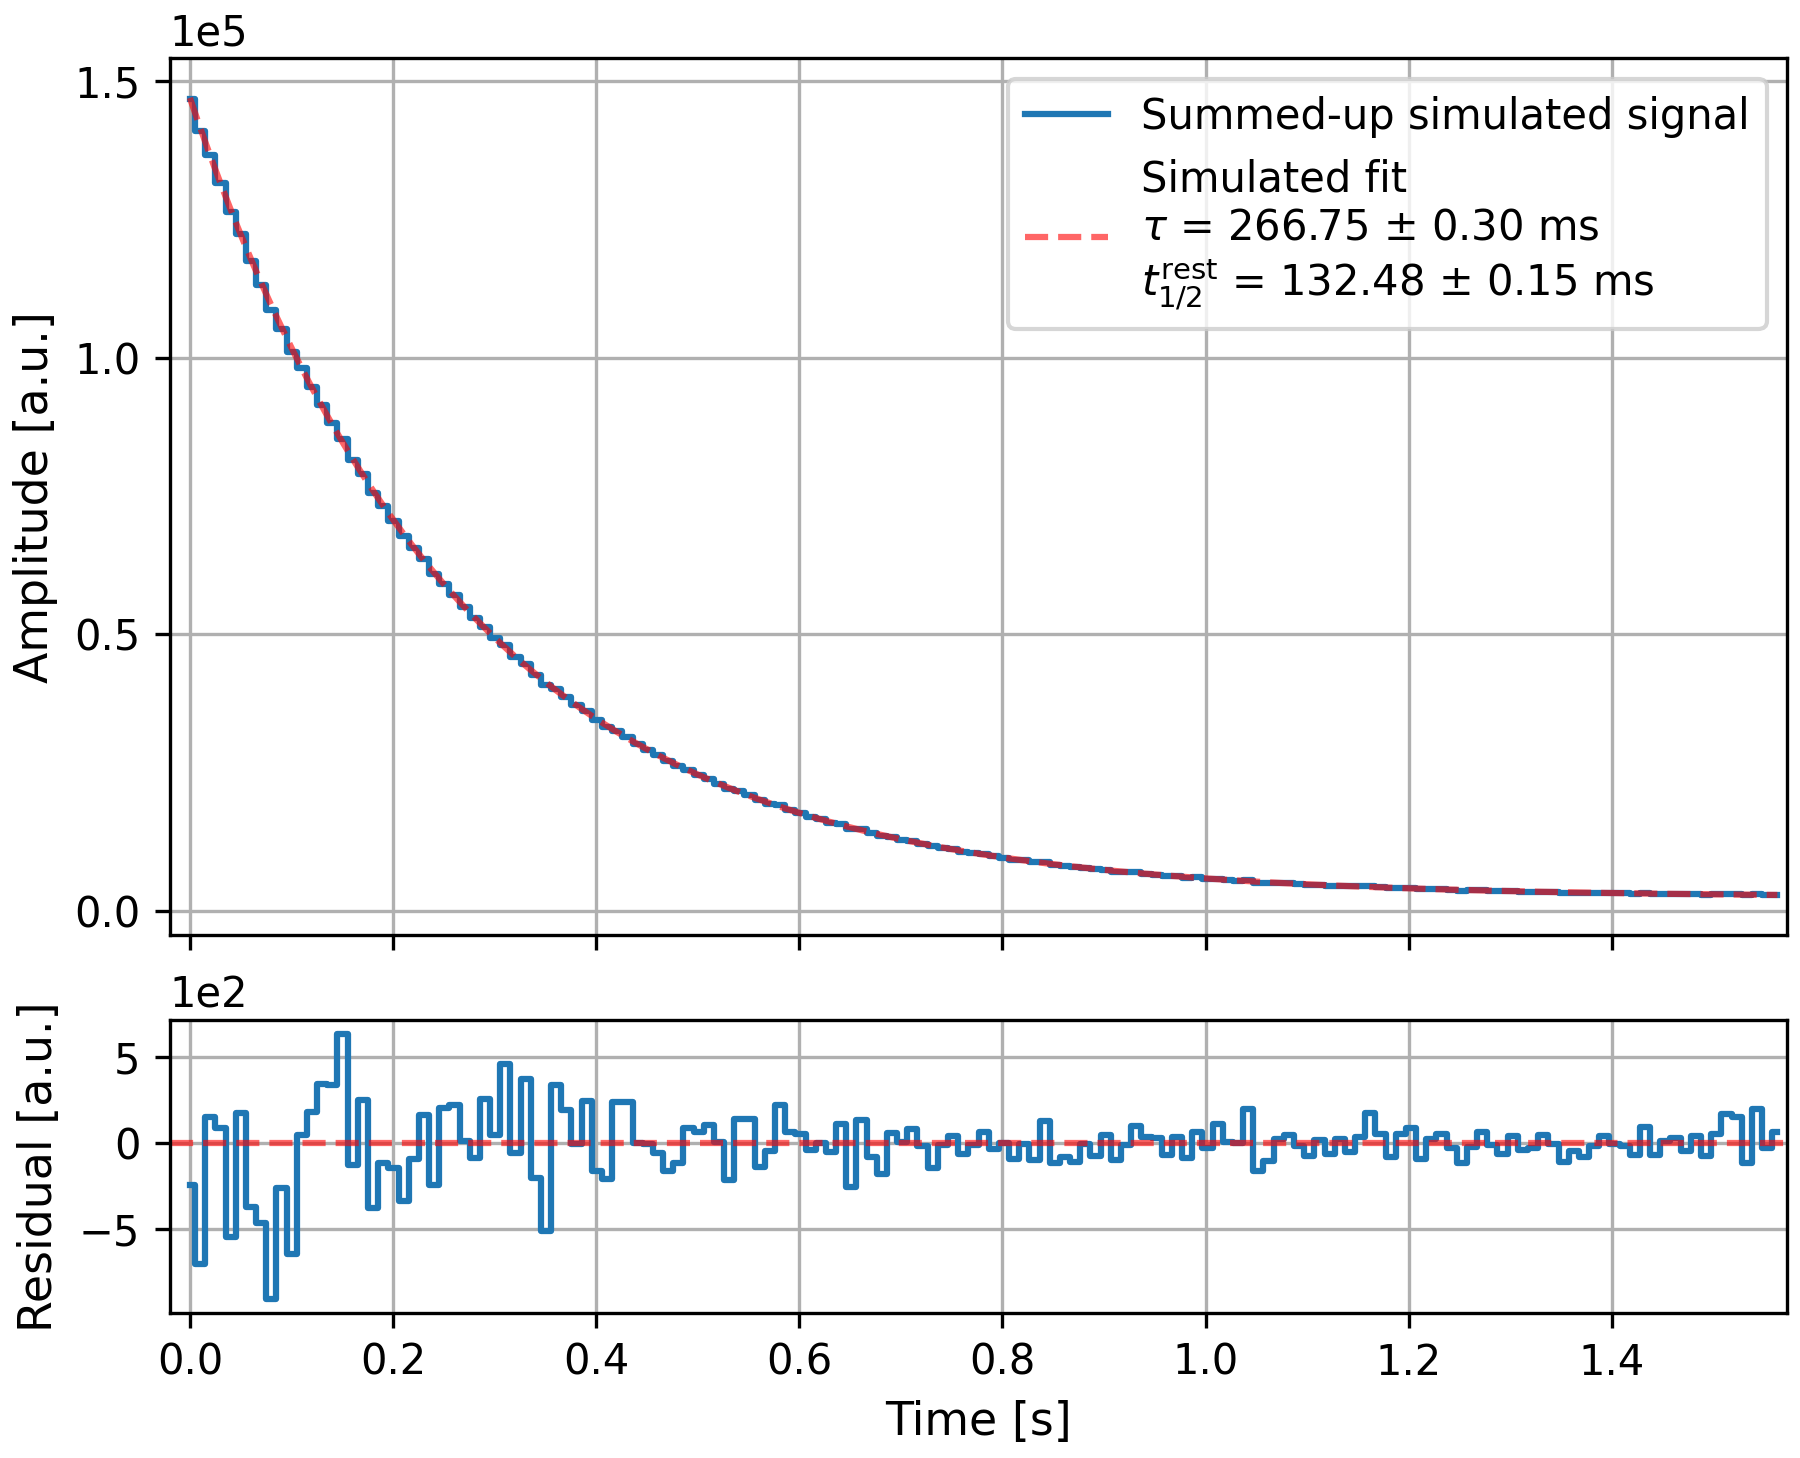 1e5
1.5
1.0
0.5
0.0
Amplitude [a.u.]
Summed-up simulated signal
Simulated fit
τ = 266.75 ± 0.30 ms
t₁/₂ʳᵉˢᵗ = 132.48 ± 0.15 ms
1e2
5
0
−5
Residual [a.u.]
0.0 0.2 0.4 0.6 0.8 1.0 1.2 1.4
Time [s]